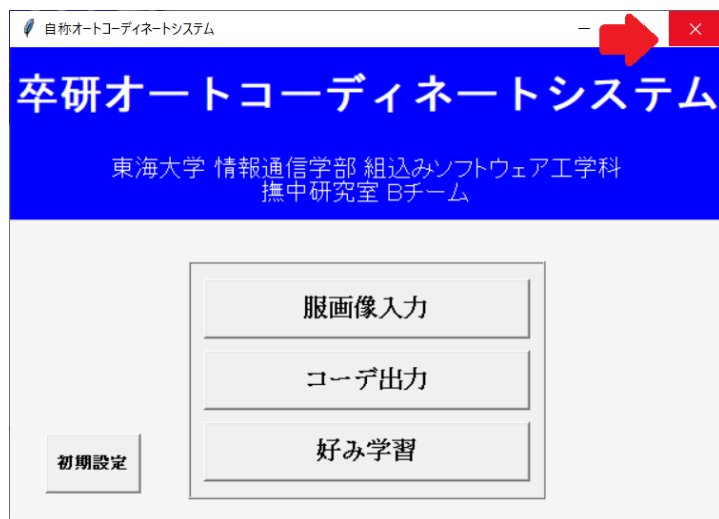 自称オートコーディネートシステム
卒研オートコーディネートシステム
東海大学 情報通信学部 組込みソフトウェア工学科
撫中研究室 Bチーム
服画像入力
コーデ出力
好み学習
初期設定